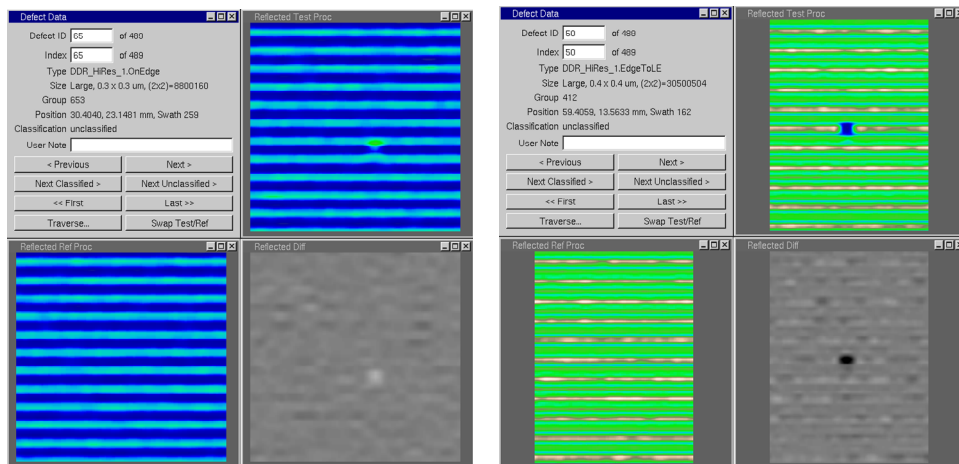 Defect Data
Defect ID 65 of 489
Index 65 of 489
Type DDR_HiRes_1.OnEdge
Size Large, 0.3 x 0.3 um, (2x2)=8800160
Group 653
Position 30.4040, 23.1481 mm, Swath 259
Classification unclassified
User Note
< Previous Next >
Next Classified > Next Unclassified >
<< First Last >>
Traverse... Swap Test/Ref
Reflected Test Proc
Reflected Ref Proc
Reflected Diff
Defect Data
Defect ID 50 of 489
Index 50 of 489
Type DDR_HiRes_1.EdgeToLE
Size Large, 0.4 x 0.4 um, (2x2)=30500504
Group 412
Position 59.4059, 13.5633 mm, Swath 162
Classification unclassified
User Note
< Previous Next >
Next Classified > Next Unclassified >
<< First Last >>
Traverse... Swap Test/Ref
Reflected Test Proc
Reflected Ref Proc
Reflected Diff